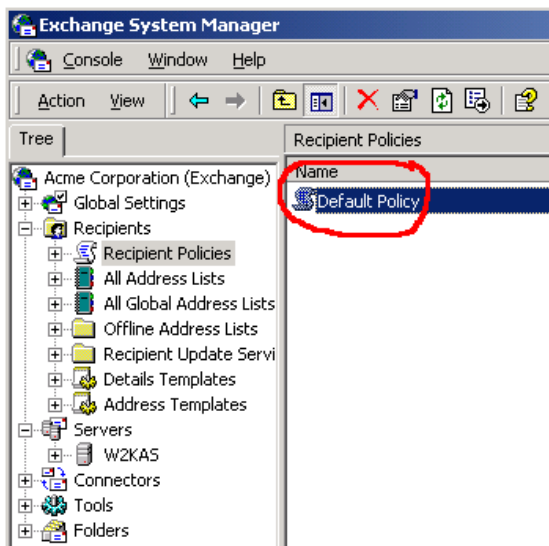 Exchange System Manager
Console Window Help
Action View
Tree
Recipient Policies
Name
Acme Corporation (Exchange)
Default Policy
Global Settings
Recipients
Recipient Policies
All Address Lists
All Global Address Lists
Offline Address Lists
Recipient Update Servi
Details Templates
Address Templates
Servers
W2KAS
Connectors
Tools
Folders